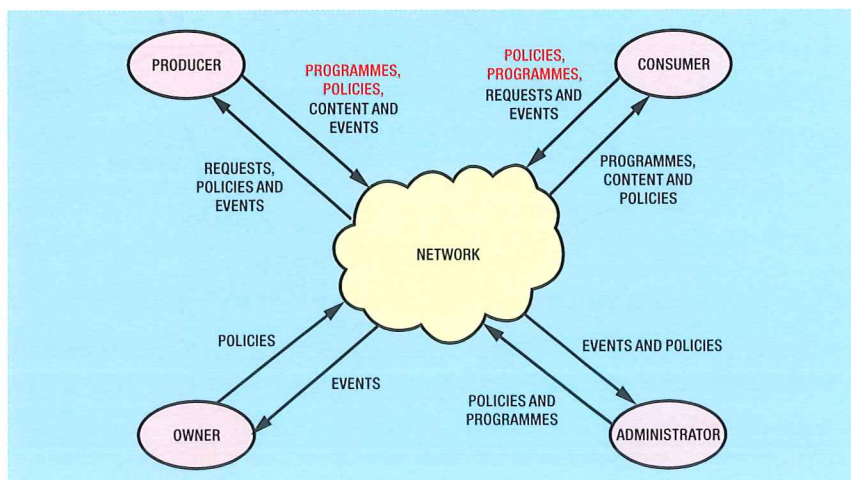 PRODUCER
PROGRAMMES,
POLICIES,
CONTENT AND
EVENTS
POLICIES,
PROGRAMMES,
REQUESTS AND
EVENTS
CONSUMER
REQUESTS,
POLICIES AND
EVENTS
PROGRAMMES,
CONTENT AND
POLICIES
NETWORK
POLICIES
EVENTS
EVENTS AND POLICIES
POLICIES AND
PROGRAMMES
OWNER
ADMINISTRATOR